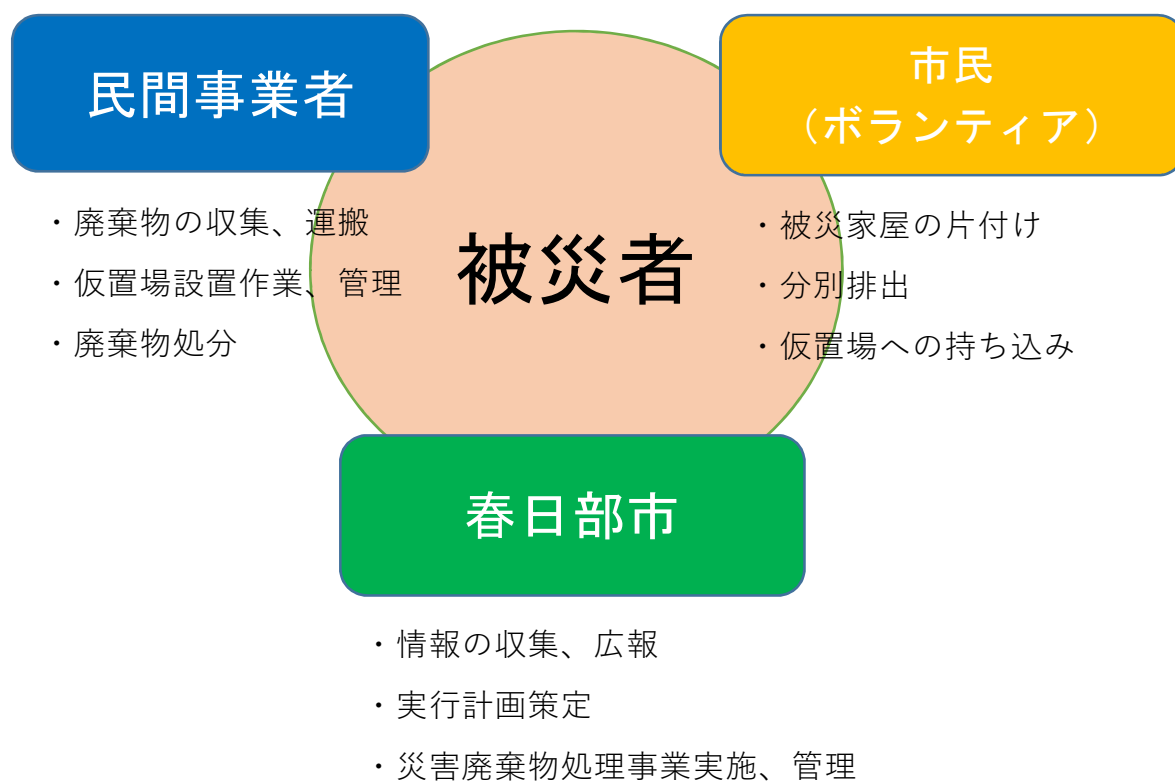 民間事業者
・廃棄物の収集、運搬
・仮置場設置作業、管理
・廃棄物処分
市民
（ボランティア）
・被災家屋の片付け
・分別排出
・仮置場への持ち込み
被災者
春日部市
・情報の収集、広報
・実行計画策定
・災害廃棄物処理事業実施、管理